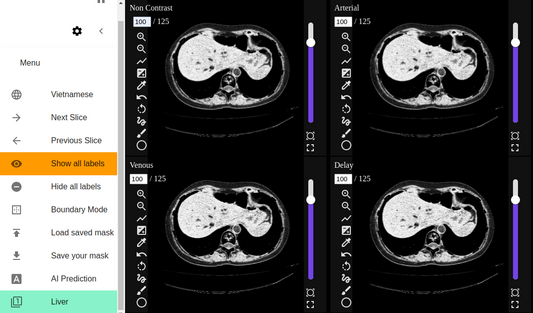 Menu
Vietnamese
Next Slice
Previous Slice
Show all labels
Hide all labels
Boundary Mode
Load saved mask
Save your mask
AI Prediction
Liver
Non Contrast
100 / 125
Arterial
100 / 125
Venous
100 / 125
Delay
100 / 125